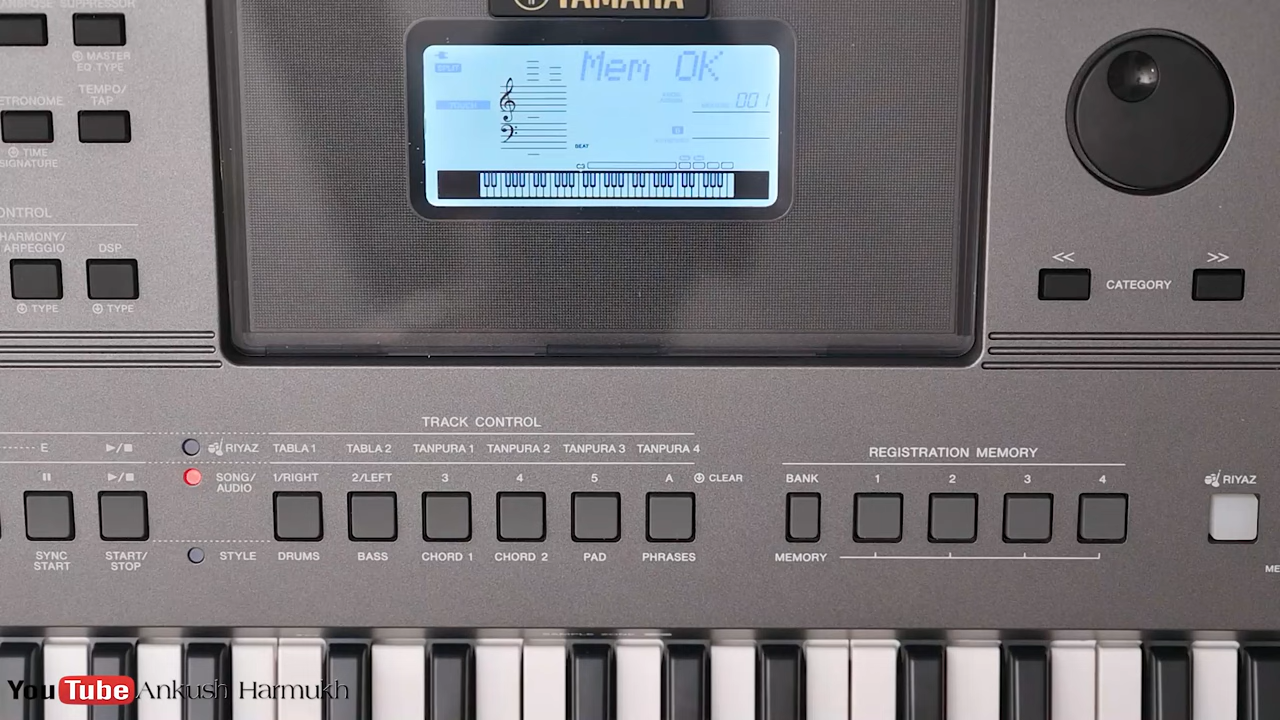 YAMAHA
SUPPRESSOR
MASTER
EQ TYPE
TEMPO/
TAP
TIME
SIGNATURE
HARMONY/
ARPEGGIO
DSP
TYPE
TYPE
SPLIT
Mem OK
TOUCH
001
BEAT
<< CATEGORY >>
TRACK CONTROL
E RIYAZ TABLA 1 TABLA 2 TANPURA 1 TANPURA 2 TANPURA 3 TANPURA 4
SONG/
AUDIO
1/RIGHT 2/LEFT 3 4 5 A CLEAR
SYNC
START
START/
STOP
STYLE DRUMS BASS CHORD 1 CHORD 2 PAD PHRASES
REGISTRATION MEMORY
BANK 1 2 3 4
MEMORY
RIYAZ
YouTube Ankush Harmukh